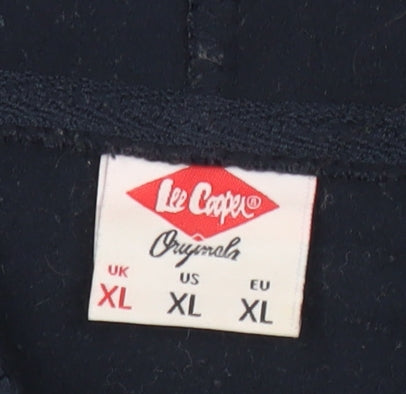 Lee Cooper®
Originals
UK US EU
XL XL XL